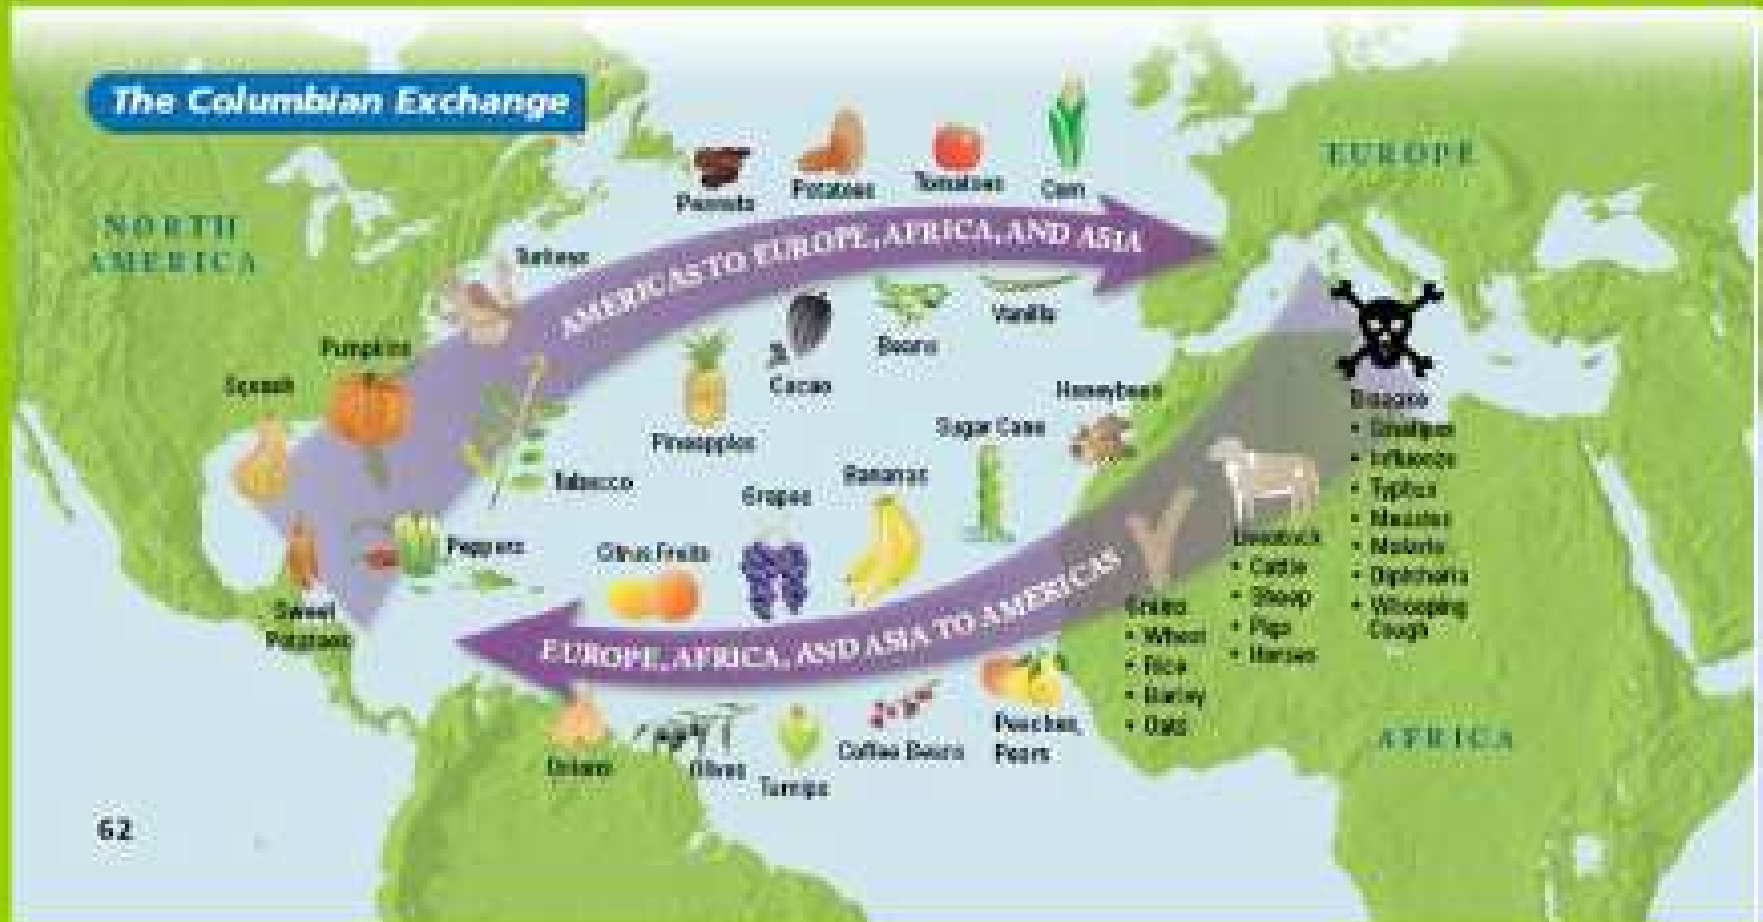 The Columbian Exchange
NORTH
AMERICA
EUROPE
AFRICA
Peanuts
Potatoes
Tomatoes
Corn
AMERICAS TO EUROPE, AFRICA, AND ASIA
Turkeys
Pumpkins
Squash
Vanilla
Beans
Cacao
Pineapples
Tobacco
Peppers
Sweet
Potatoes
Honeybees
Sugar Cane
Bananas
Grapes
Citrus Fruits
EUROPE, AFRICA, AND ASIA TO AMERICAS
Onions
Olives
Turnips
Coffee Beans
Peaches,
Pears
Grains
• Wheat
• Rice
• Barley
• Oats
Livestock
• Cattle
• Sheep
• Pigs
• Horses
Disease
• Smallpox
• Influenza
• Typhus
• Measles
• Malaria
• Diphtheria
• Whooping
Cough
62